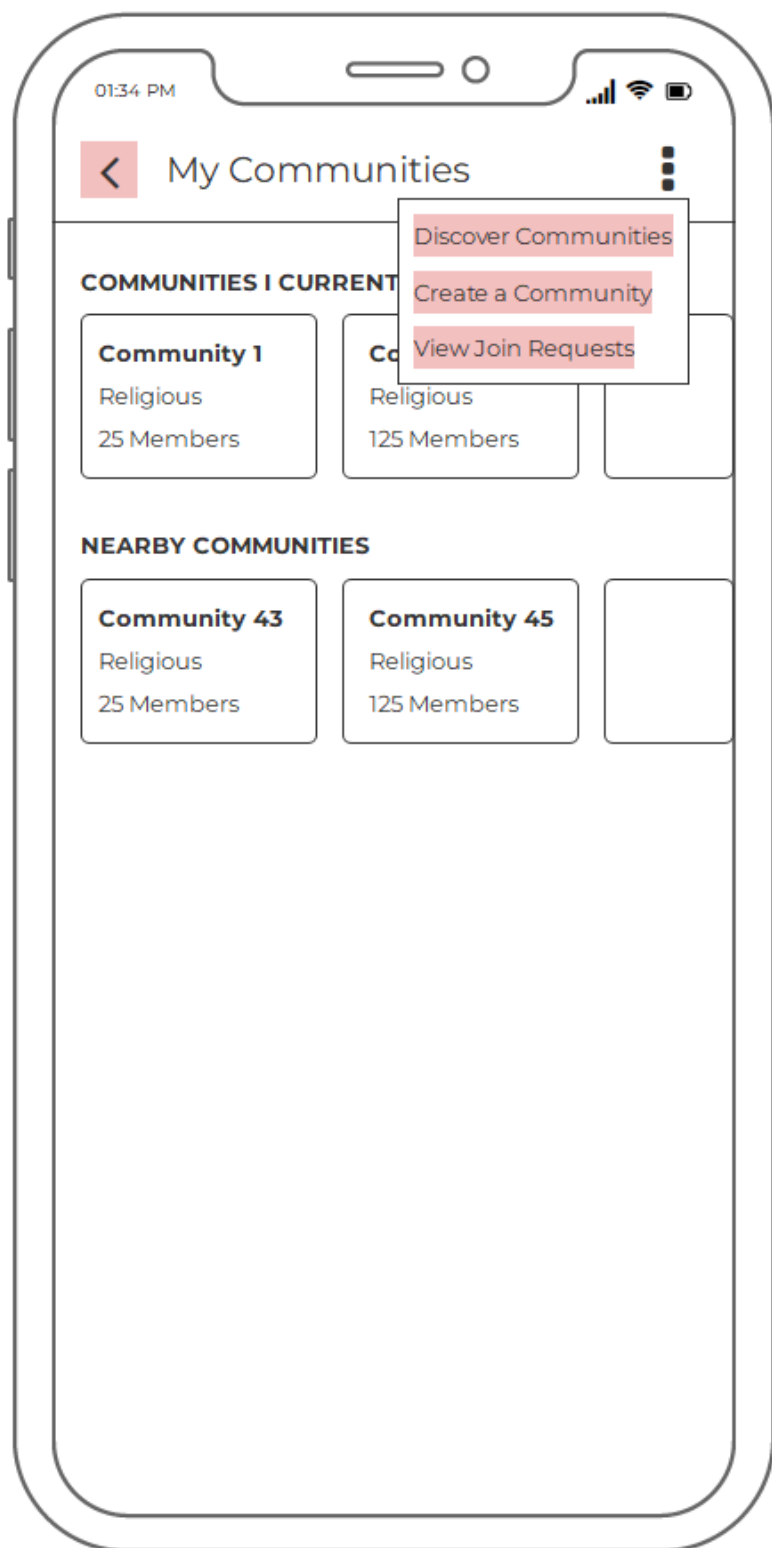 01:34 PM
My Communities
Discover Communities
Create a Community
View Join Requests
COMMUNITIES I
Community 1
Religious
25 Members
Religious
125 Members
NEARBY COMMUNITIES
Community 43
Religious
25 Members
Community 45
Religious
125 Members